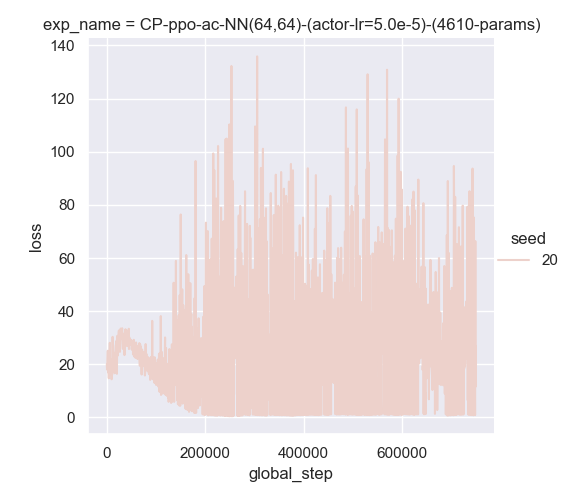 exp_name = CP-ppo-ac-NN(64,64)-(actor-lr=5.0e-5)-(4610-params)
140
120
100
80
60
40
20
0
loss
0 200000 400000 600000
global_step
seed
20